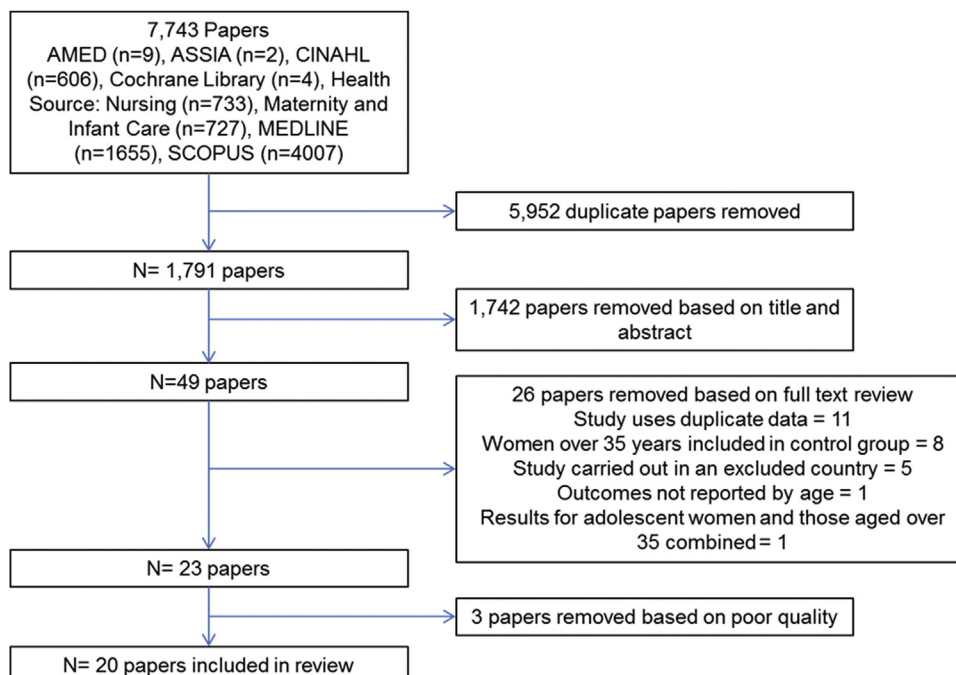 7,743 Papers
AMED (n=9), ASSIA (n=2), CINAHL
(n=606), Cochrane Library (n=4), Health
Source: Nursing (n=733), Maternity and
Infant Care (n=727), MEDLINE
(n=1655), SCOPUS (n=4007)
5,952 duplicate papers removed
N= 1,791 papers
1,742 papers removed based on title and
abstract
N=49 papers
26 papers removed based on full text review
Study uses duplicate data = 11
Women over 35 years included in control group = 8
Study carried out in an excluded country = 5
Outcomes not reported by age = 1
Results for adolescent women and those aged over
35 combined = 1
N= 23 papers
3 papers removed based on poor quality
N= 20 papers included in review